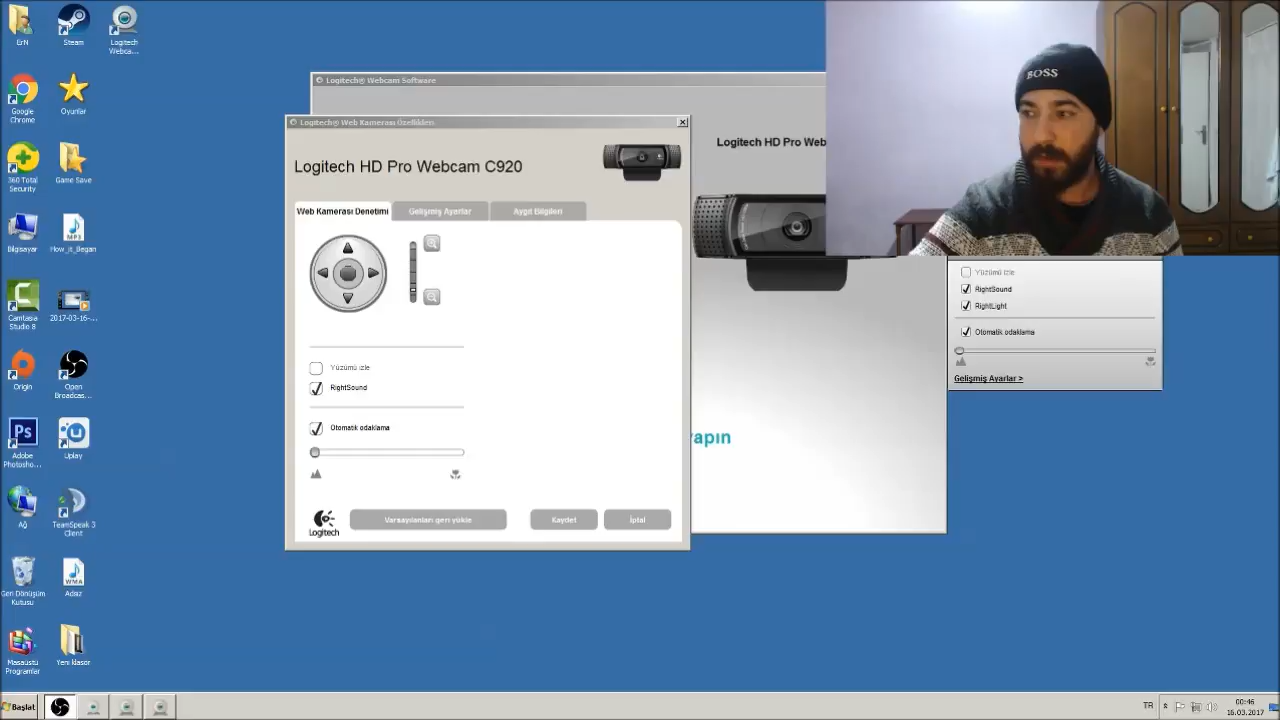 ErN
Steam
Logitech
Webca...
Google
Chrome
Oyunlar
360 Total
Security
Game Save
Bilgisayar
MP3
How_it_Began
Camtasia
Studio 8
2017-03-16-...
Origin
Open
Broadcas...
Ps
Adobe
Photosho...
Uplay
Ağ
TeamSpeak 3
Client
Geri Dönüşüm
Kutusu
WMA
Adsız
Masaüstü
Programlar
Yeni klasör
Logitech® Webcam Software
Logitech® Web Kamerası Özellikleri
Logitech HD Pro Webcam C920
Web Kamerası Denetimi
Gelişmiş Ayarlar
Aygıt Bilgileri
Yüzümü izle
RightSound
Otomatik odaklama
Logitech
Varsayılanları geri yükle
Kaydet
İptal
Logitech HD Pro Web
yapın
BOSS
Yüzümü izle
RightSound
RightLight
Otomatik odaklama
Gelişmiş Ayarlar >
Başlat
TR
00:46
16.03.2017